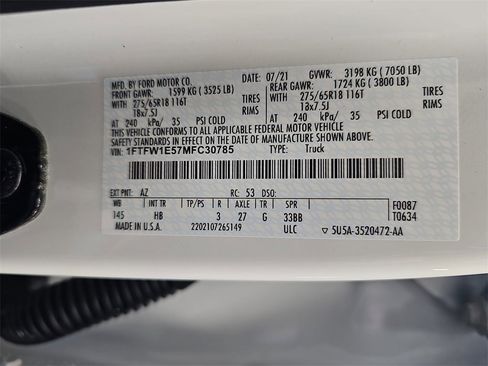 MFD. BY FORD MOTOR CO.
DATE: 07/21 GVWR: 3198 KG ( 7050 LB)
FRONT GAWR: 1599 KG ( 3525 LB) REAR GAWR: 1724 KG ( 3800 LB)
WITH 275/65R18 116T TIRES WITH 275/65R18 116T TIRES
18x7.5J RIMS 18x7.5J RIMS
AT 240 kPa/ 35 PSI COLD AT 240 kPa/ 35 PSI COLD
THIS VEHICLE CONFORMS TO ALL APPLICABLE FEDERAL MOTOR VEHICLE
SAFETY STANDARDS IN EFFECT ON THE DATE OF MANUFACTURE SHOWN ABOVE.
VIN: 1FTFW1E57MFC30785 TYPE: Truck
EXT PNT: AZ RC: 53 DSO:
WB INT TR TP/PS R AXLE TR SPR F0087
145 HB 3 27 G 33BB T0634
MADE IN U.S.A. 2202107265149 ULC 5U5A-3520472-AA